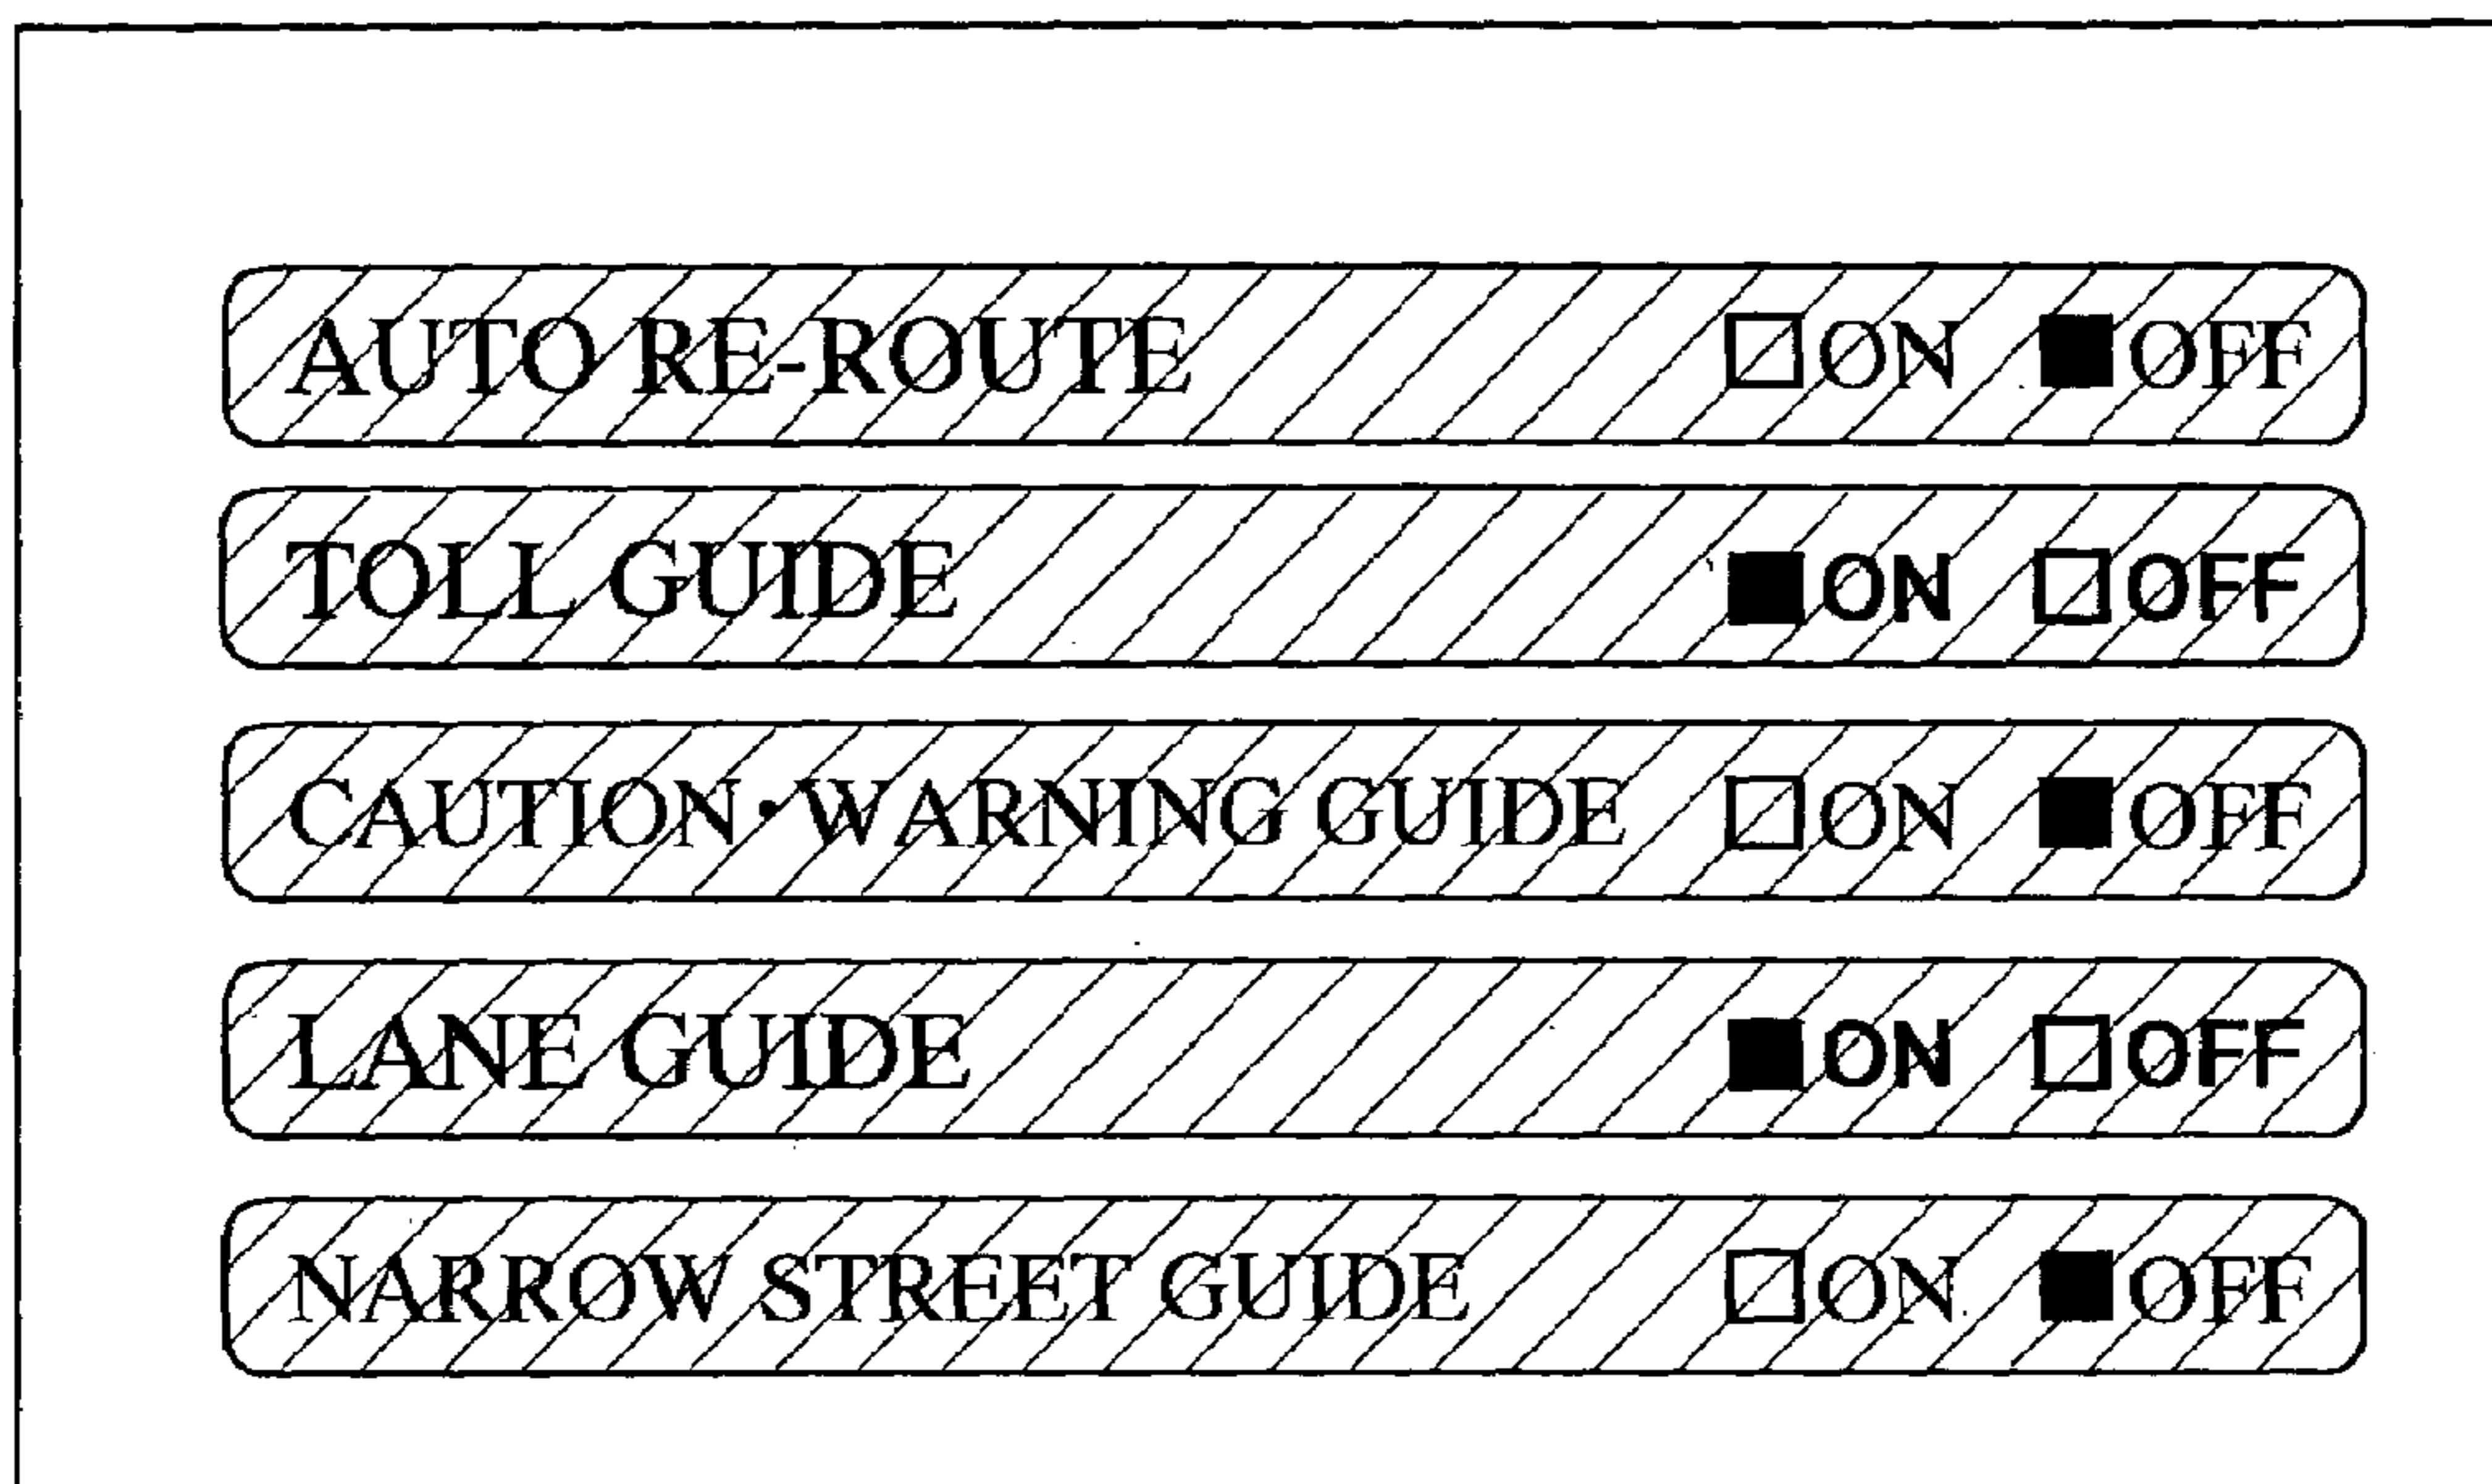 AUTO RE-ROUTE □ON ■OFF
TOLL GUIDE ■ON □OFF
CAUTION・WARNING GUIDE □ON ■OFF
LANE GUIDE ■ON □OFF
NARROW STREET GUIDE □ON ■OFF